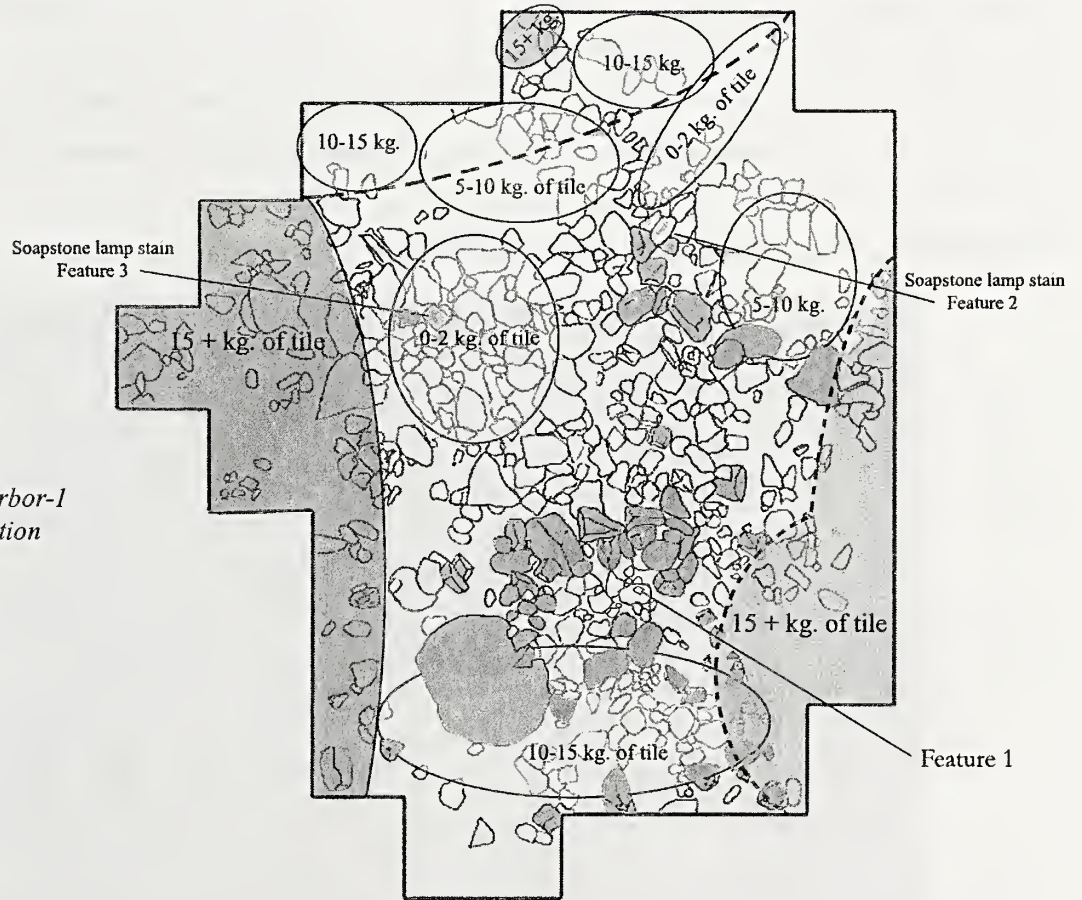 15+ kg.
10-15 kg.
0-2 kg. of tile
10-15 kg.
5-10 kg. of tile
Soapstone lamp stain
Feature 3
Soapstone lamp stain
Feature 2
5-10 kg.
15 + kg. of tile
0-2 kg. of tile
rbor-1
tion
15 + kg. of tile
10-15 kg. of tile
Feature 1